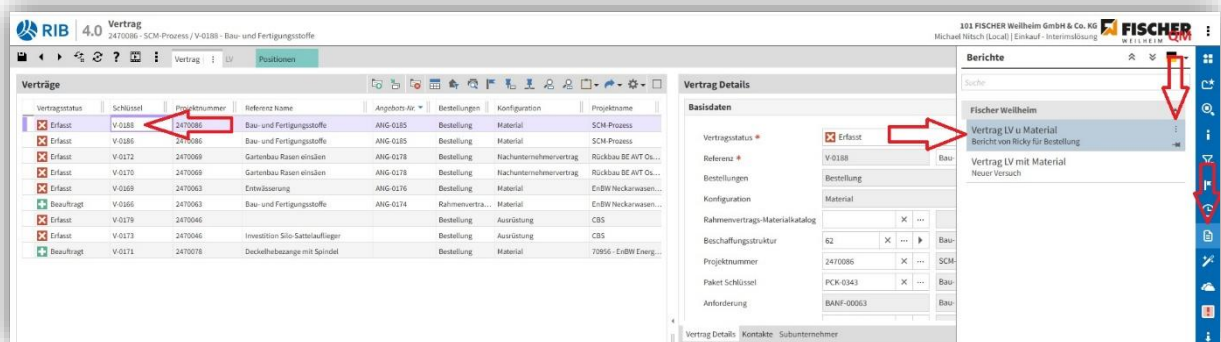 RIB 4.0 Vertrag
2470086 - SCM-Prozess / V-0188 - Bau- und Fertigungsstoffe
101 FISCHER Weilheim GmbH & Co. KG
Michael Nitsch (Local) | Einkauf - Interimslösung
FISCHER
WEILHEIM QM
Vertrag LV Positionen
Verträge
Vertragsstatus Schlüssel Projektnummer Referenz Name Angebots-Nr. Bestellungen Konfiguration Projektname
Erfasst V-0188 2470086 Bau- und Fertigungsstoffe ANG-0185 Bestellung Material SCM-Prozess
Erfasst V-0186 2470086 Bau- und Fertigungsstoffe ANG-0185 Bestellung Material SCM-Prozess
Erfasst V-0172 2470069 Gartenbau Rasen einsäen ANG-0178 Bestellung Nachunternehmervertrag Rückbau BE AVT Os...
Erfasst V-0170 2470069 Gartenbau Rasen einsäen ANG-0178 Bestellung Nachunternehmervertrag Rückbau BE AVT Os...
Erfasst V-0169 2470063 Entwässerung ANG-0176 Bestellung Material EnBW Neckarwasen...
Beauftragt V-0166 2470063 Bau- und Fertigungsstoffe ANG-0174 Rahmenvertra... Material EnBW Neckarwasen...
Erfasst V-0179 2470046 Bestellung Ausrüstung CBS
Erfasst V-0173 2470046 Investition Silo-Sattelauflieger Bestellung Ausrüstung CBS
Beauftragt V-0171 2470078 Deckelhebezange mit Spindel Bestellung Material 70956 - EnBW Energ...
Vertrag Details
Basisdaten
Vertragsstatus Erfasst
Referenz V-0188 Bau-
Bestellungen Bestellung
Konfiguration Material
Rahmenvertrags-Materialkatalog
Beschaffungsstruktur 62 Bau-
Projektnummer 2470086 SCM-
Paket Schlüssel PCK-0343 Bau-
Anforderung BANF-00063 Bau-
Vertrag Details Kontakte Subunternehmer
Berichte
Suche
Fischer Weilheim
Vertrag LV u Material
Bericht von Ricky für Bestellung
Vertrag LV mit Material
Neuer Versuch